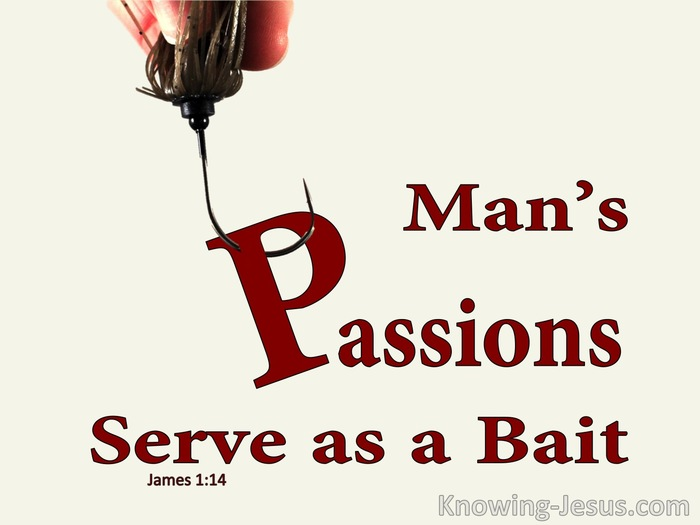 Man’s
Passions
Serve as a Bait
James 1:14
Knowing-Jesus.com